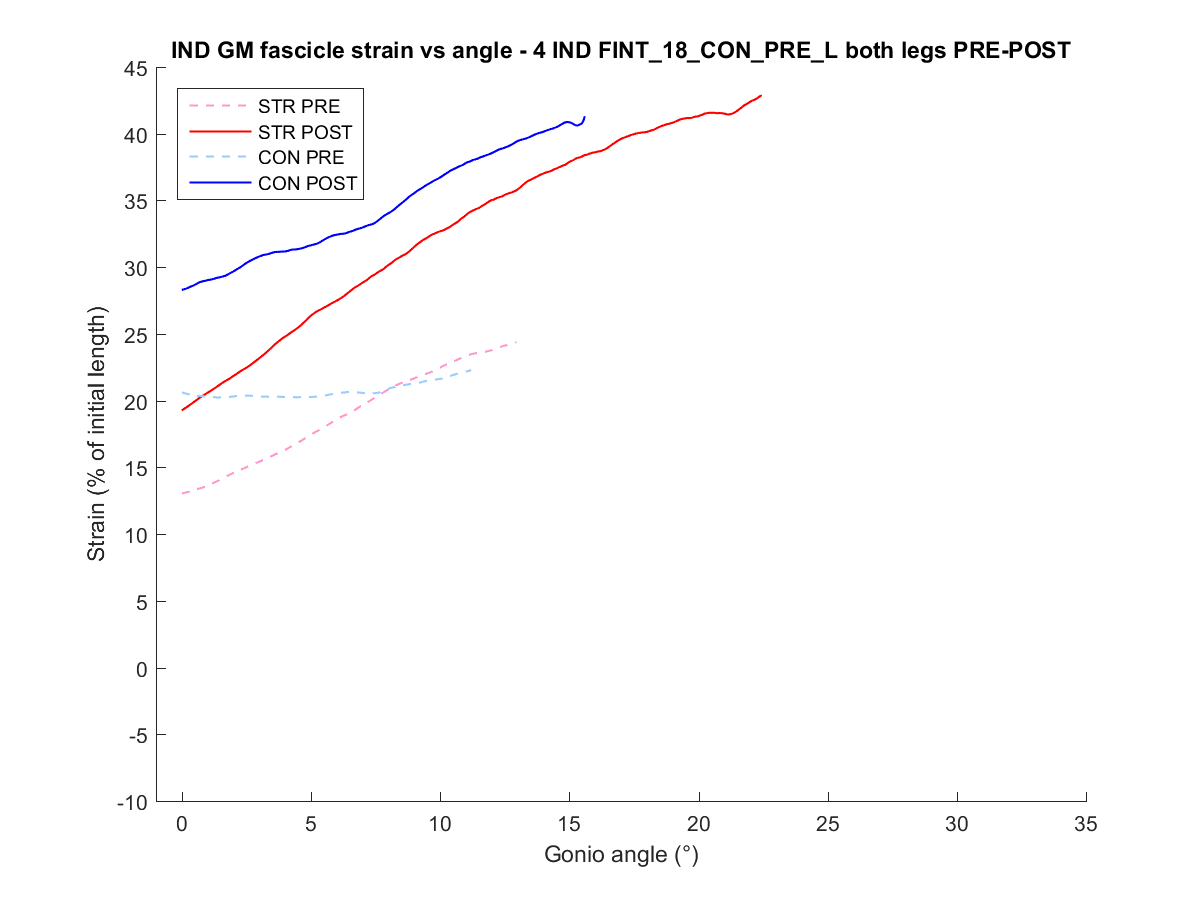 IND GM fascicle strain vs angle - 4 IND FINT_18_CON_PRE_L both legs PRE-POST
45
40
35
30
25
20
15
10
5
0
-5
-10
STR PRE
STR POST
CON PRE
CON POST
Strain (% of initial length)
0 5 10 15 20 25 30 35
Gonio angle (°)